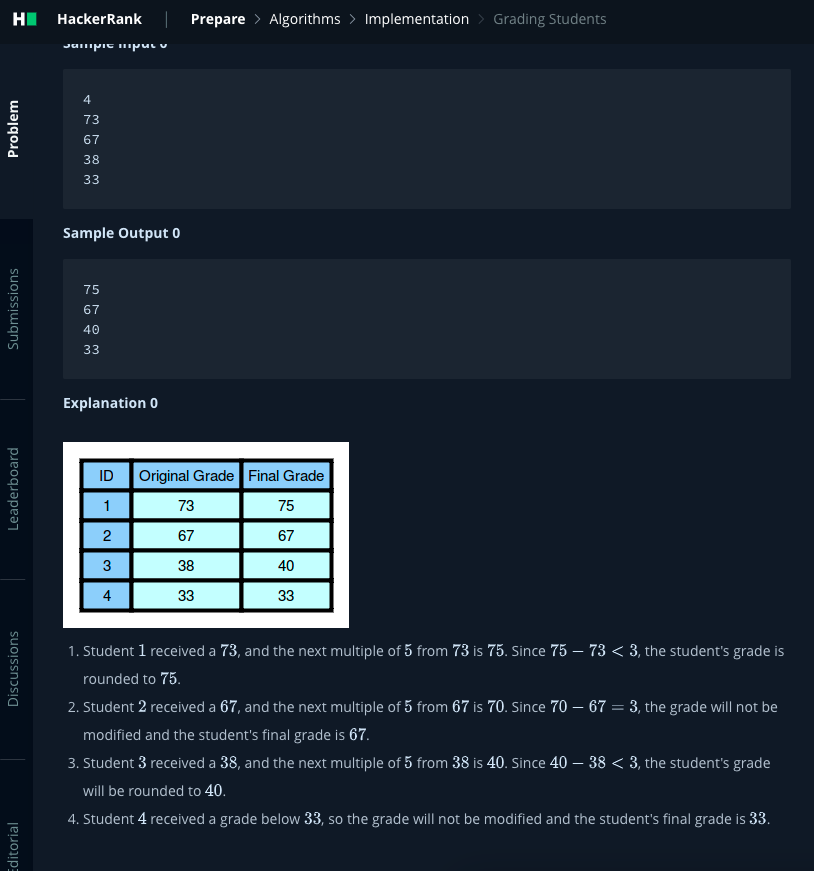 HackerRank | Prepare > Algorithms > Implementation > Grading Students
Sample Input 0
4
73
67
38
33
Sample Output 0
75
67
40
33
Explanation 0
ID Original Grade Final Grade
1 73 75
2 67 67
3 38 40
4 33 33
1. Student 1 received a 73, and the next multiple of 5 from 73 is 75. Since 75 − 73 < 3, the student's grade is
rounded to 75.
2. Student 2 received a 67, and the next multiple of 5 from 67 is 70. Since 70 − 67 = 3, the grade will not be
modified and the student's final grade is 67.
3. Student 3 received a 38, and the next multiple of 5 from 38 is 40. Since 40 − 38 < 3, the student's grade
will be rounded to 40.
4. Student 4 received a grade below 33, so the grade will not be modified and the student's final grade is 33.
Problem
Submissions
Leaderboard
Discussions
Editorial